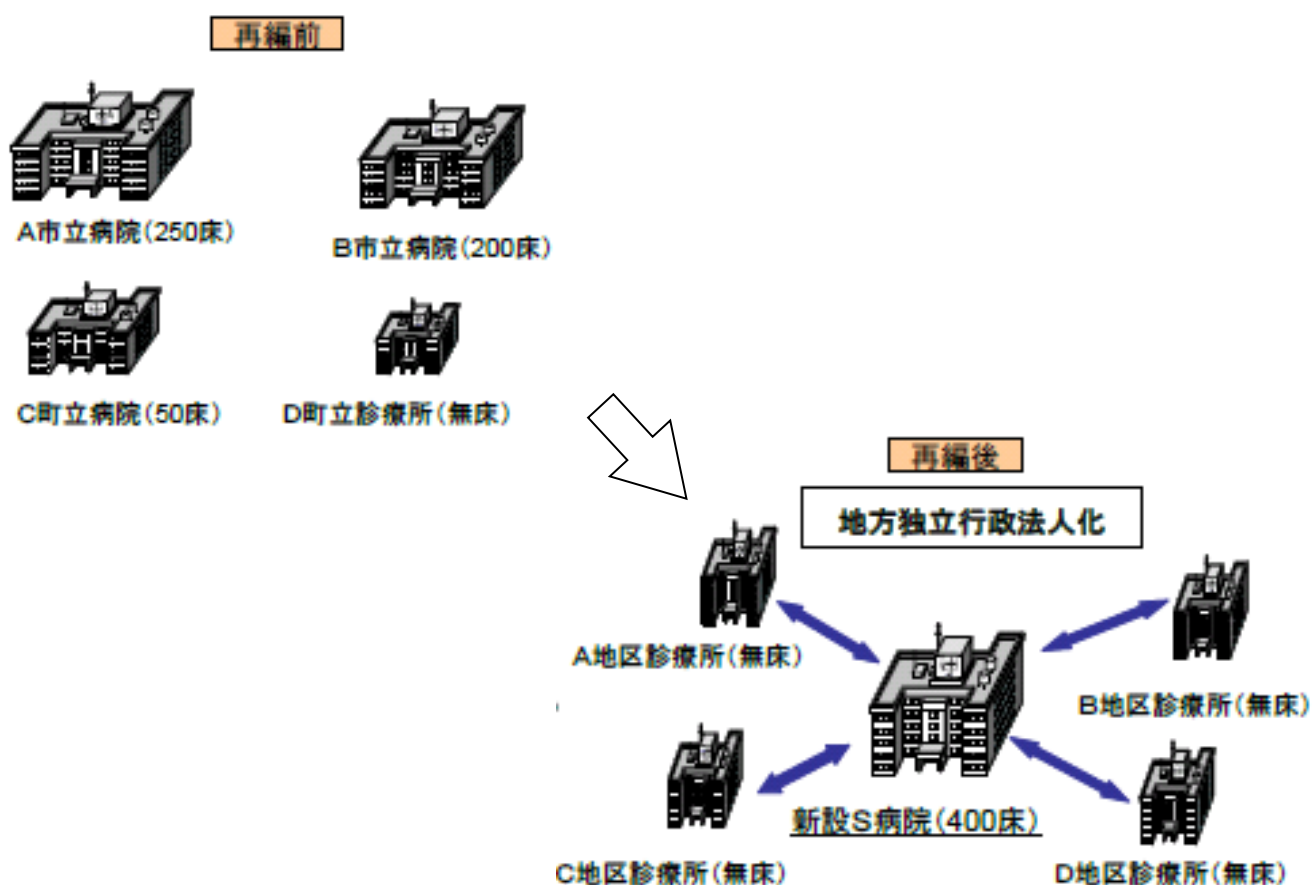 再編前
A市立病院(250床)
B市立病院(200床)
C町立病院(50床)
D町立診療所(無床)
再編後
地方独立行政法人化
A地区診療所(無床)
B地区診療所(無床)
新設S病院(400床)
C地区診療所(無床)
D地区診療所(無床)